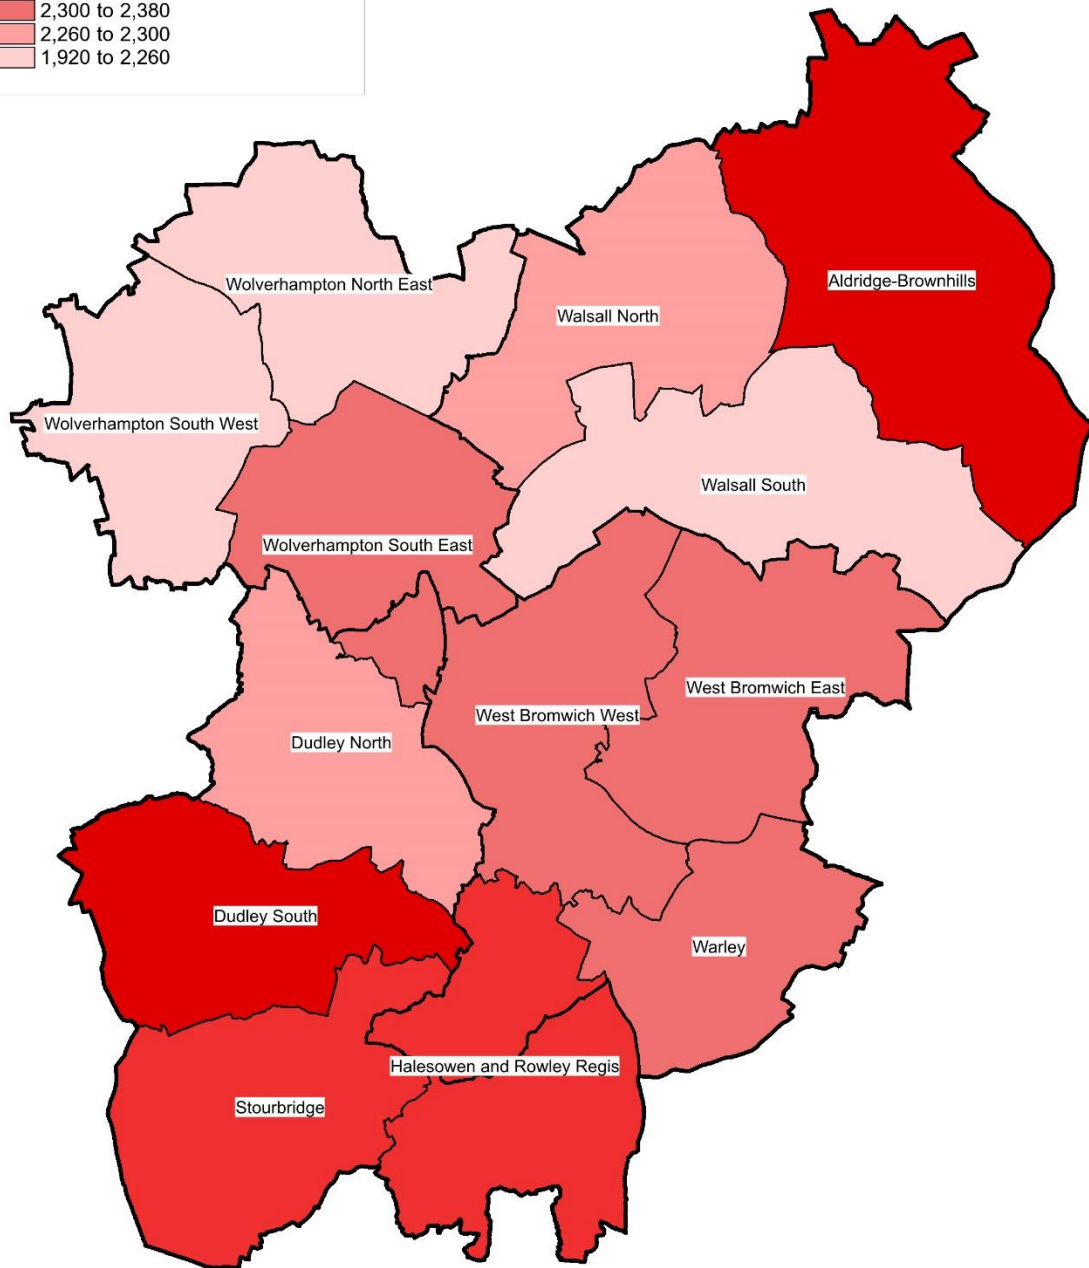 2,300 to 2,380
2,260 to 2,300
1,920 to 2,260
Aldridge-Brownhills
Wolverhampton North East
Walsall North
Wolverhampton South West
Walsall South
Wolverhampton South East
West Bromwich East
West Bromwich West
Dudley North
Dudley South
Warley
Halesowen and Rowley Regis
Stourbridge